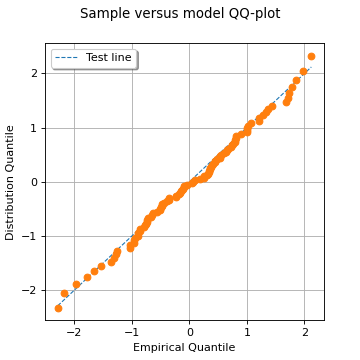 Sample versus model QQ-plot
Test line
Distribution Quantile
2
1
0
−1
−2
−2
−1
0
1
2
Empirical Quantile